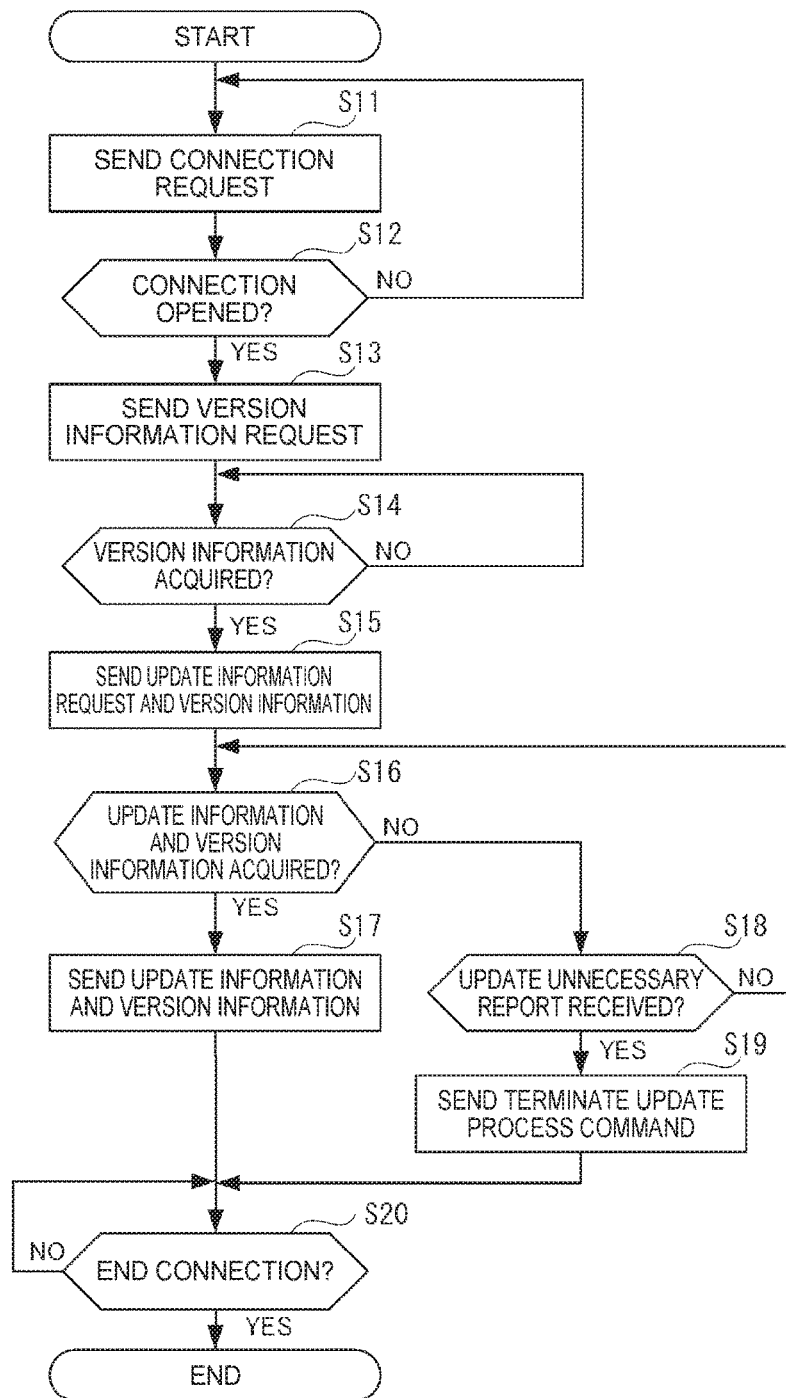 START
S11
SEND CONNECTION
REQUEST
S12
CONNECTION
OPENED?
NO
YES
S13
SEND VERSION
INFORMATION REQUEST
S14
VERSION INFORMATION
ACQUIRED?
NO
YES
S15
SEND UPDATE INFORMATION
REQUEST AND VERSION INFORMATION
S16
UPDATE INFORMATION
AND VERSION
INFORMATION ACQUIRED?
NO
YES
S17
SEND UPDATE INFORMATION
AND VERSION INFORMATION
S18
UPDATE UNNECESSARY
REPORT RECEIVED?
NO
YES
S19
SEND TERMINATE UPDATE
PROCESS COMMAND
S20
END CONNECTION?
NO
YES
END